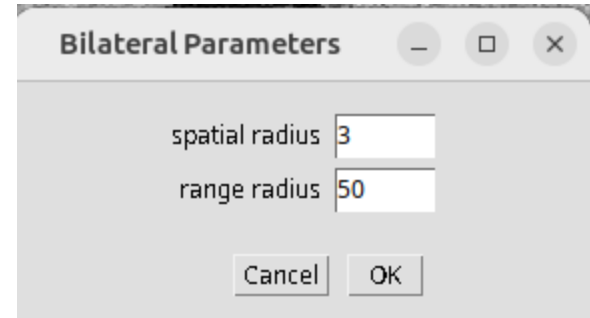 Bilateral Parameters
spatial radius 3
range radius 50
Cancel OK